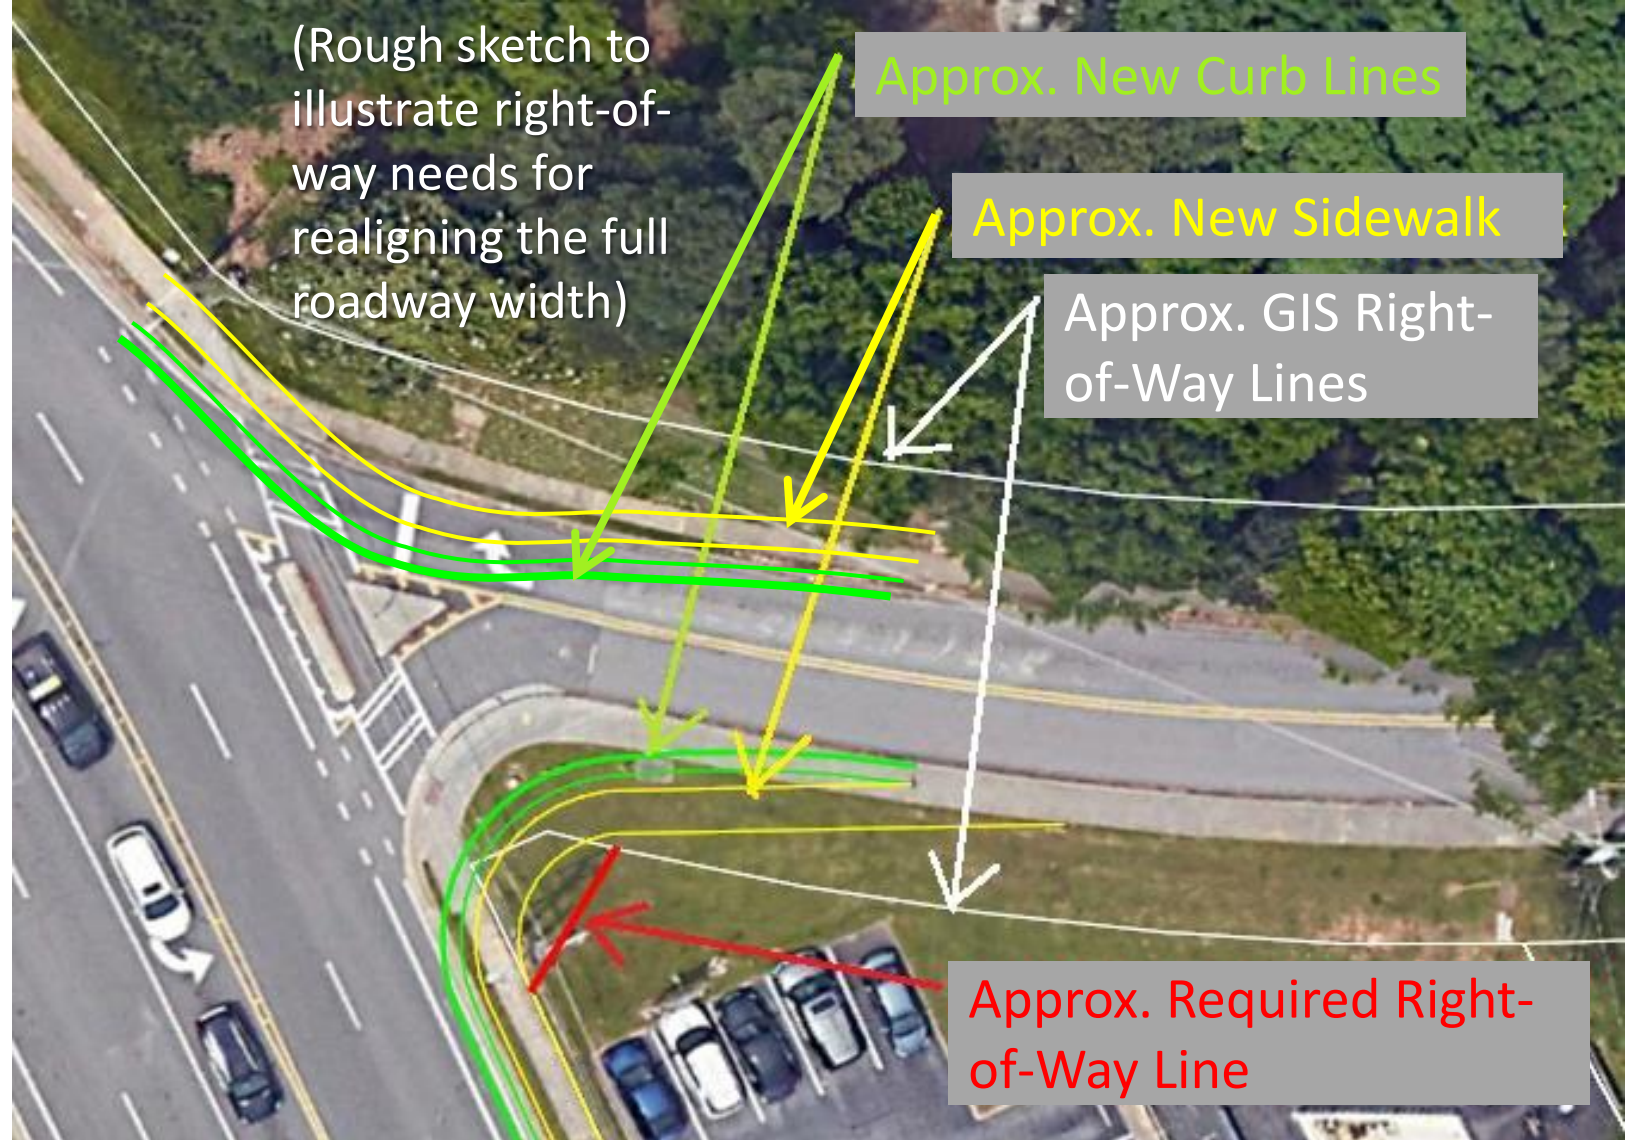 (Rough sketch to
illustrate right-of-
way needs for
realigning the full
roadway width)
Approx. New Curb Lines
Approx. New Sidewalk
Approx. GIS Right-
of-Way Lines
Approx. Required Right-
of-Way Line